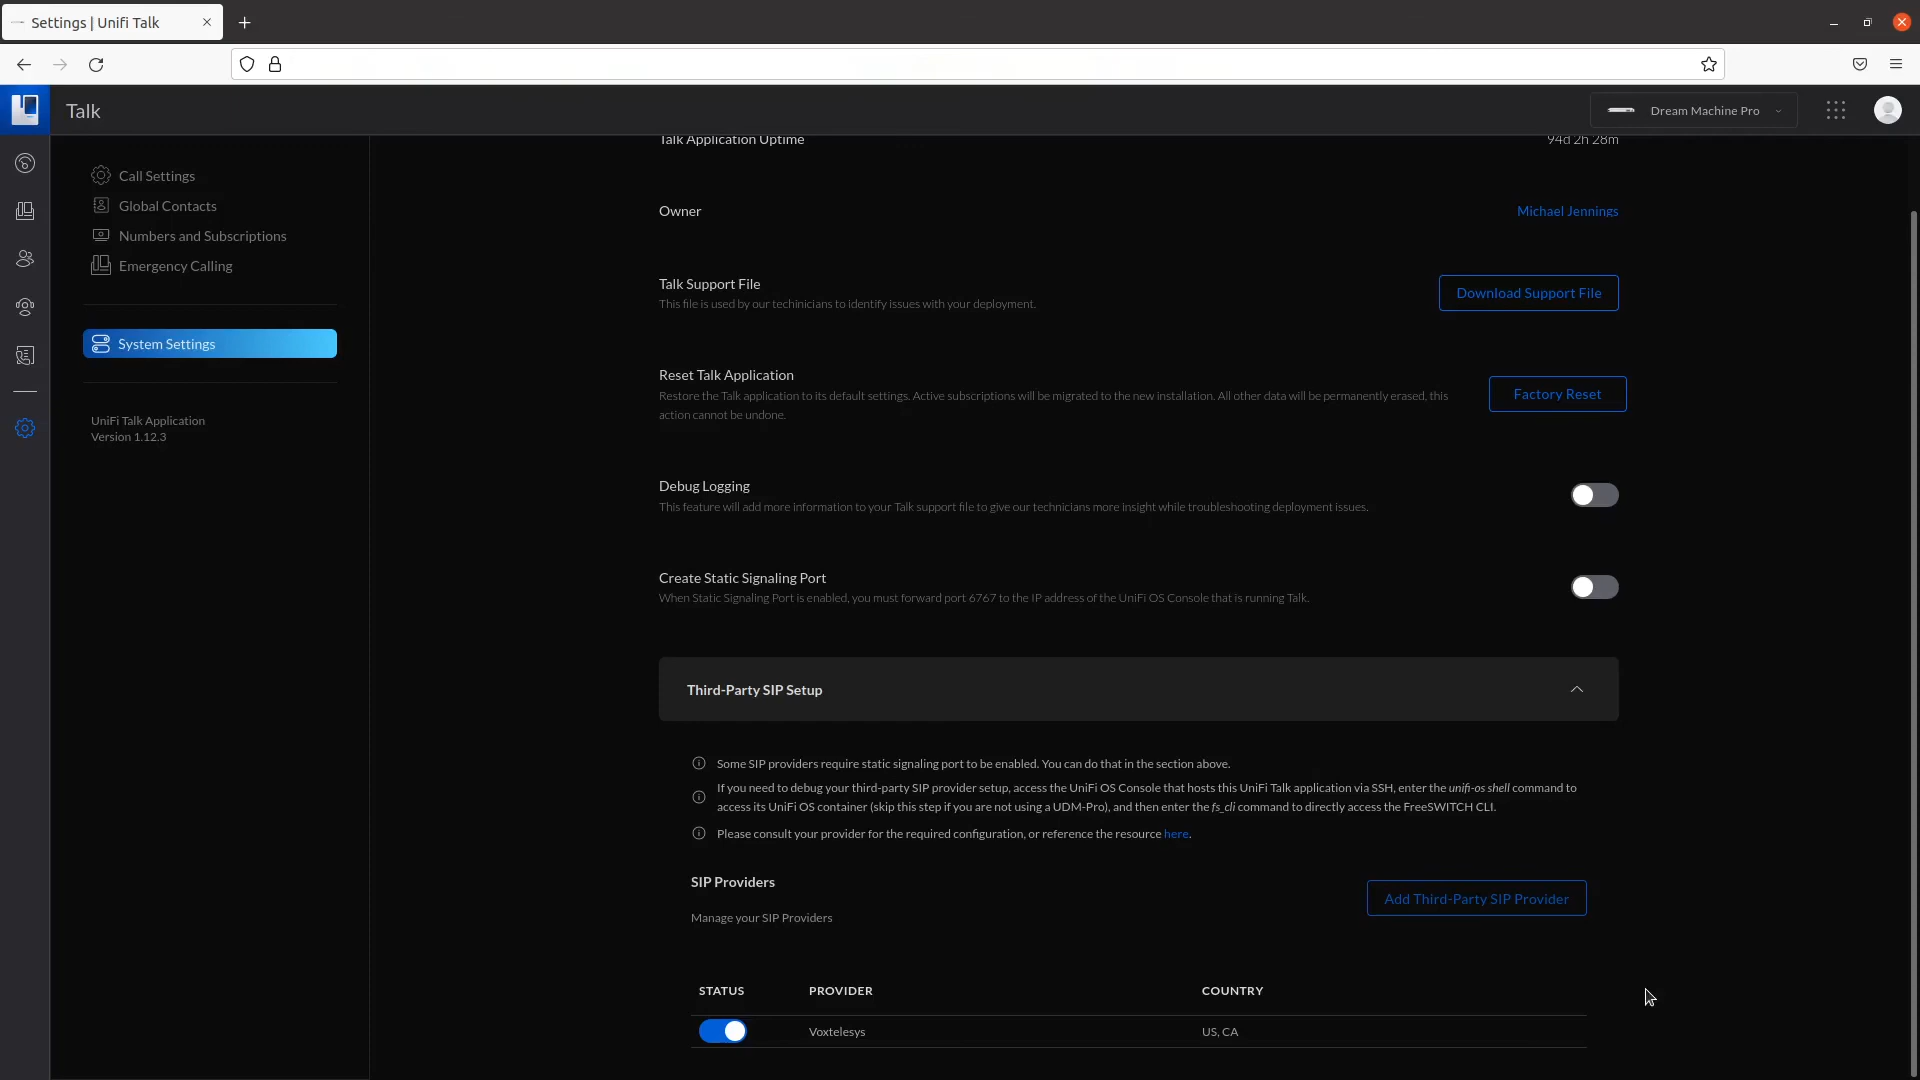 Settings | Unifi Talk
Talk
Dream Machine Pro
Talk Application Uptime
94d 2h 28m
Call Settings
Global Contacts
Numbers and Subscriptions
Emergency Calling
System Settings
UniFi Talk Application
Version 1.12.3
Owner
Michael Jennings
Talk Support File
This file is used by our techinicians to identify issues with your deployment.
Download Support File
Reset Talk Application
Restore the Talk application to its default settings. Active subscriptions will be migrated to the new installation. All other data will be permanently erased, this
action cannot be undone.
Factory Reset
Debug Logging
This feature will add more information to your Talk support file to give our technicians more insight while troubleshooting deployment issues.
Create Static Signaling Port
When Static Signaling Port is enabled, you must forward port 6767 to the IP address of the UniFi OS Console that is running Talk.
Third-Party SIP Setup
Some SIP providers require static signaling port to be enabled. You can do that in the section above.
If you need to debug your third-party SIP provider setup, access the UniFi OS Console that hosts this UniFi Talk application via SSH, enter the unifi-os shell command to
access its UniFi OS container (skip this step if you are not using a UDM-Pro), and then enter the fs_cli command to directly access the FreeSWITCH CLI.
Please consult your provider for the required configuration, or reference the resource here.
SIP Providers
Manage your SIP Providers
Add Third-Party SIP Provider
STATUS PROVIDER COUNTRY
Voxtelesys US, CA